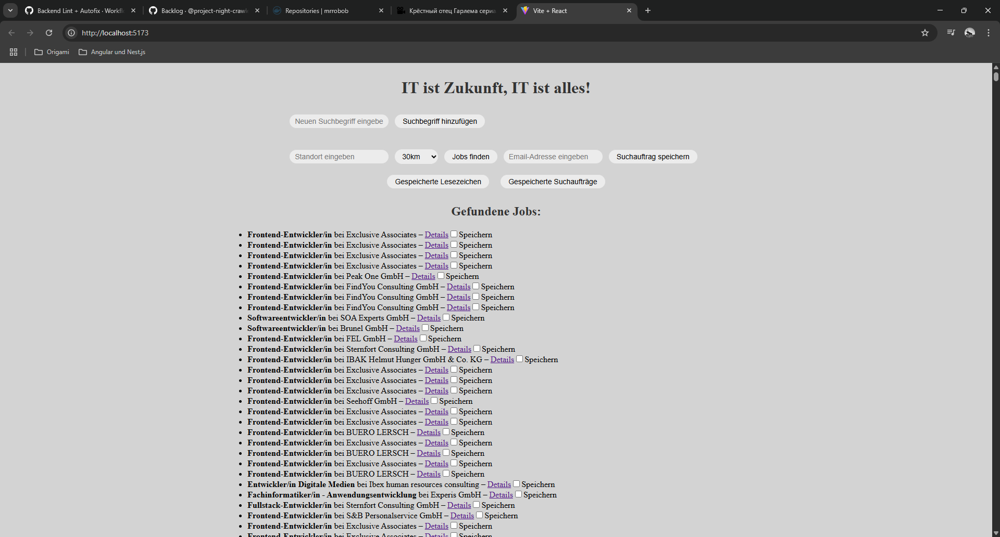 Backend Lint + Autofix · Workfl
Backlog · @project-night-crawl
Repositories | mrrobob
Крёстный отец Гарлема сериа
Vite + React
http://localhost:5173
Origami
Angular und Nest.js
IT ist Zukunft, IT ist alles!
Neuen Suchbegriff eingebe
Suchbegriff hinzufügen
Standort eingeben
30km
Jobs finden
Email-Adresse eingeben
Suchauftrag speichern
Gespeicherte Lesezeichen
Gespeicherte Suchaufträge
Gefundene Jobs:
Frontend-Entwickler/in bei Exclusive Associates – Details Speichern
Frontend-Entwickler/in bei Exclusive Associates – Details Speichern
Frontend-Entwickler/in bei Exclusive Associates – Details Speichern
Frontend-Entwickler/in bei Exclusive Associates – Details Speichern
Frontend-Entwickler/in bei Peak One GmbH – Details Speichern
Frontend-Entwickler/in bei FindYou Consulting GmbH – Details Speichern
Frontend-Entwickler/in bei FindYou Consulting GmbH – Details Speichern
Frontend-Entwickler/in bei FindYou Consulting GmbH – Details Speichern
Softwareentwickler/in bei SOA Experts GmbH – Details Speichern
Softwareentwickler/in bei Brunel GmbH – Details Speichern
Frontend-Entwickler/in bei FEL GmbH – Details Speichern
Frontend-Entwickler/in bei Sternfort Consulting GmbH – Details Speichern
Frontend-Entwickler/in bei IBAK Helmut Hunger GmbH & Co. KG – Details Speichern
Frontend-Entwickler/in bei Exclusive Associates – Details Speichern
Frontend-Entwickler/in bei Exclusive Associates – Details Speichern
Frontend-Entwickler/in bei Exclusive Associates – Details Speichern
Frontend-Entwickler/in bei Seehoff GmbH – Details Speichern
Frontend-Entwickler/in bei Exclusive Associates – Details Speichern
Frontend-Entwickler/in bei Exclusive Associates – Details Speichern
Frontend-Entwickler/in bei BUERO LERSCH – Details Speichern
Frontend-Entwickler/in bei Exclusive Associates – Details Speichern
Frontend-Entwickler/in bei BUERO LERSCH – Details Speichern
Frontend-Entwickler/in bei Exclusive Associates – Details Speichern
Frontend-Entwickler/in bei BUERO LERSCH – Details Speichern
Entwickler/in Digitale Medien bei Ibex human resources consulting – Details Speichern
Fachinformatiker/in - Anwendungsentwicklung bei Experis GmbH – Details Speichern
Fullstack-Entwickler/in bei Sternfort Consulting GmbH – Details Speichern
Frontend-Entwickler/in bei S&B Personalservice GmbH – Details Speichern
Frontend-Entwickler/in bei Exclusive Associates – Details Speichern
Frontend-Entwickler/in bei Exclusive Associates – Details Speichern